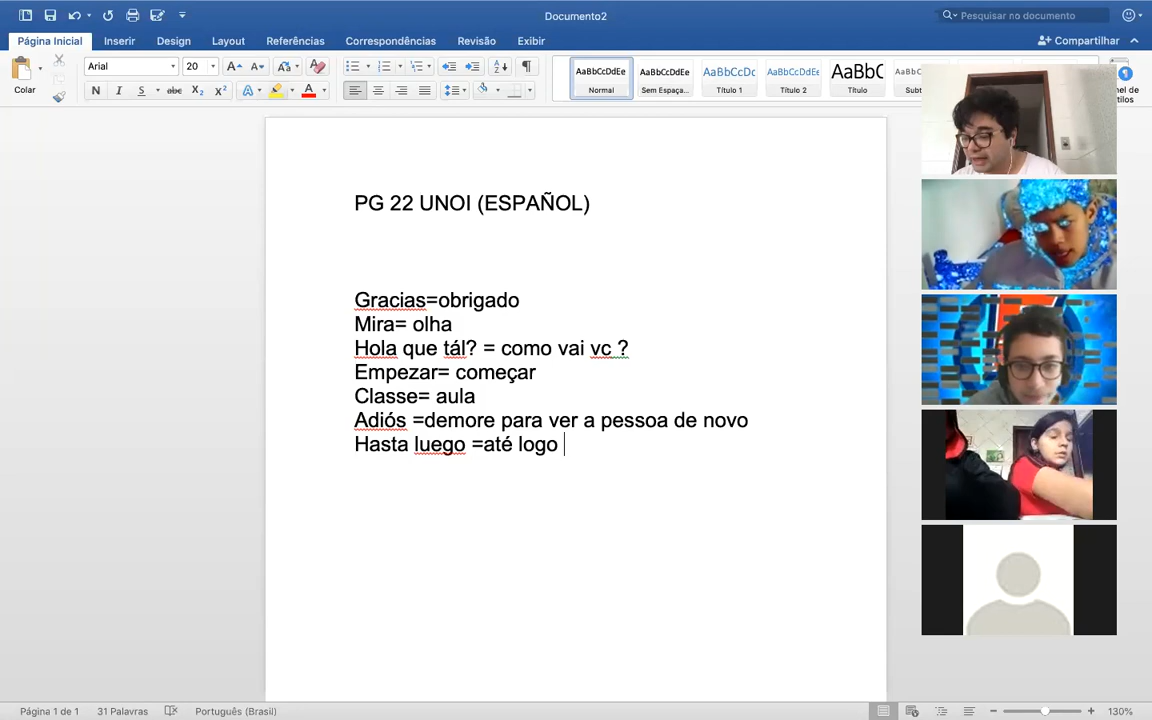 Documento2
Pesquisar no documento
Página Inicial Inserir Design Layout Referências Correspondências Revisão Exibir Compartilhar
Colar
Arial 20
N I S abc X₂ X² A A
AaBbCcDdEe AaBbCcDdEe AaBbCcDc AaBbCcDdEe AaBbC
Normal Sem Espaça... Título 1 Título 2 Título
PG 22 UNOI (ESPAÑOL)
Gracias=obrigado
Mira= olha
Hola que tál? = como vai vc ?
Empezar= começar
Classe= aula
Adiós =demore para ver a pessoa de novo
Hasta luego =até logo
Página 1 de 1 31 Palavras Português (Brasil) 130%